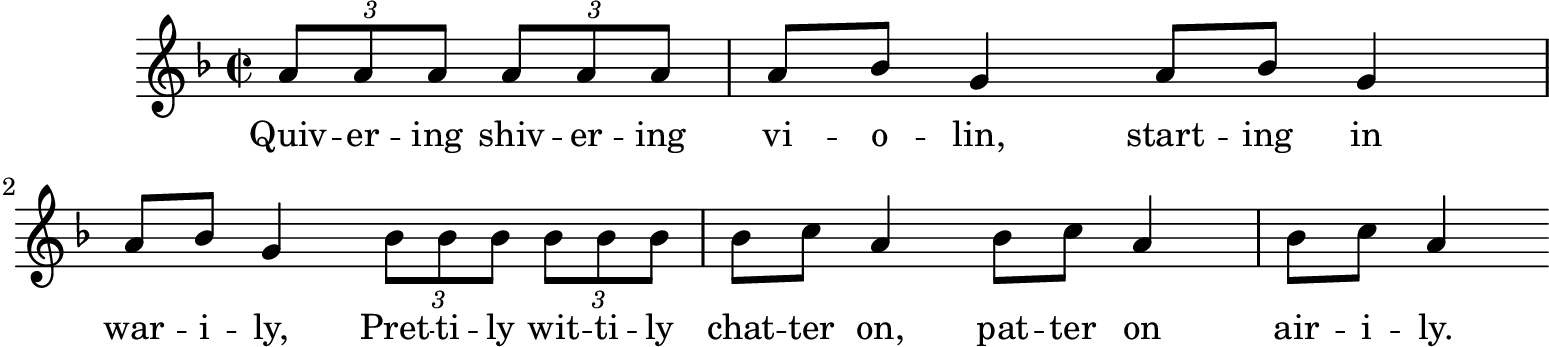 3 3
Quiv -- er -- ing shiv -- er -- ing vi -- o -- lin, start -- ing in
2
3 3
war -- i -- ly, Pret -- ti -- ly wit -- ti -- ly chat -- ter on, pat -- ter on air -- i -- ly.